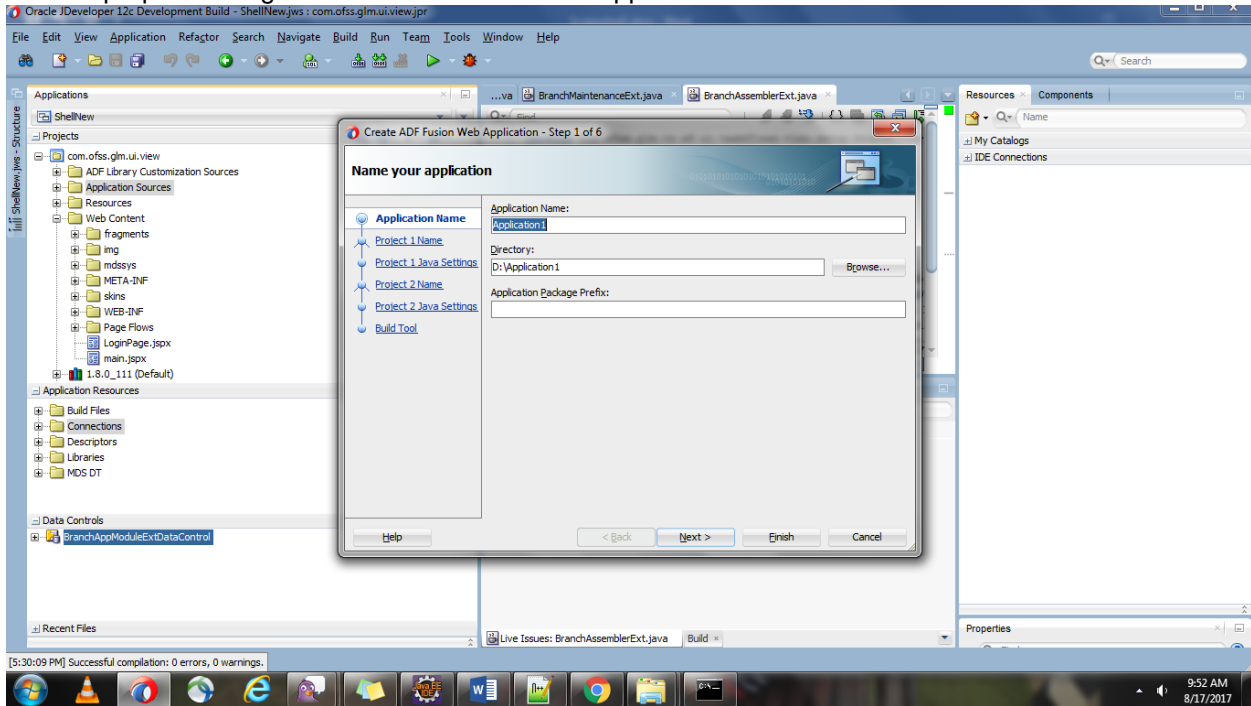 Oracle JDeveloper 12c Development Build - ShellNew.jws : com.ofss.glm.ui.view.jpr
File Edit View Application Refactor Search Navigate Build Run Team Tools Window Help
Search
Applications
...va BranchMaintenanceExt.java BranchAssemblerExt.java
Resources Components
ShellNew
Find
Name
Projects
My Catalogs
IDE Connections
com.ofss.glm.ui.view
ADF Library Customization Sources
Application Sources
Resources
Web Content
fragments
img
mdssys
META-INF
skins
WEB-INF
Page Flows
LoginPage.jspx
main.jspx
1.8.0_111 (Default)
ShellNew.jws - Structure
Create ADF Fusion Web Application - Step 1 of 6
Name your application
Application Name
Project 1 Name
Project 1 Java Settings
Project 2 Name
Project 2 Java Settings
Build Tool
Application Name:
Application1
Directory:
D:\Application1
Browse...
Application Package Prefix:
Help
< Back Next > Finish Cancel
Application Resources
Build Files
Connections
Descriptors
Libraries
MDS DT
Data Controls
BranchAppModuleExtDataControl
Recent Files
Live Issues: BranchAssemblerExt.java Build
Properties
[5:30:09 PM] Successful compilation: 0 errors, 0 warnings.
9:52 AM
8/17/2017